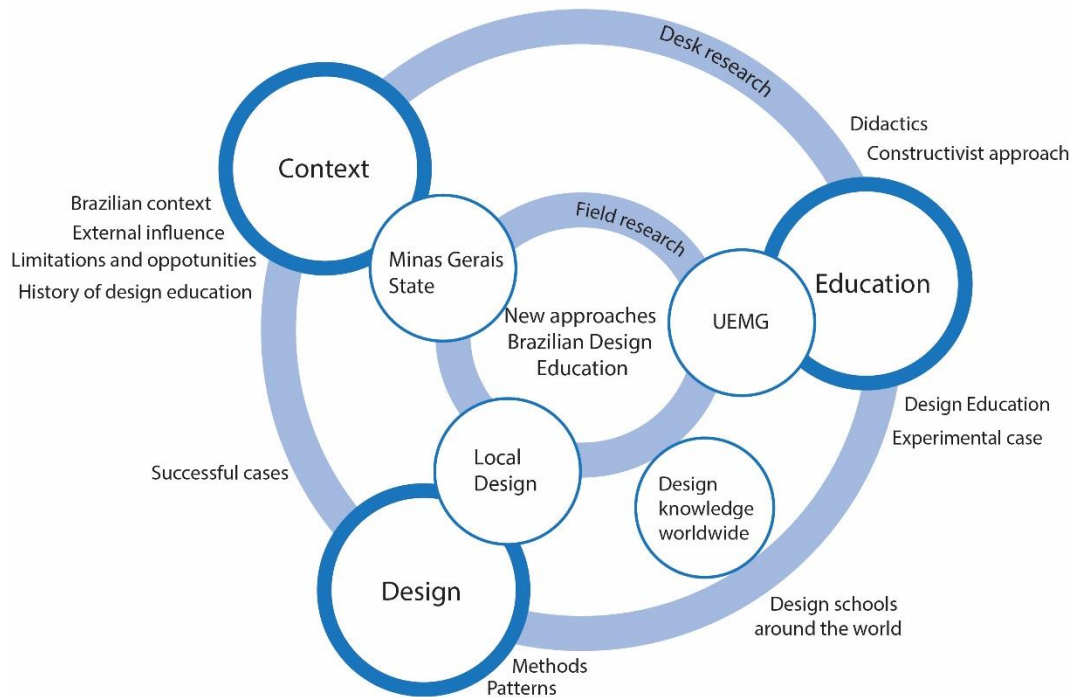 Desk research
Didactics
Constructivist approach
Context
Brazilian context
External influence
Limitations and oppotunities
History of design education
Field research
Minas Gerais
State
New approaches
Brazilian Design
Education
UEMG
Education
Design Education
Experimental case
Successful cases
Local
Design
Design
knowledge
worldwide
Design
Design schools
around the world
Methods
Patterns